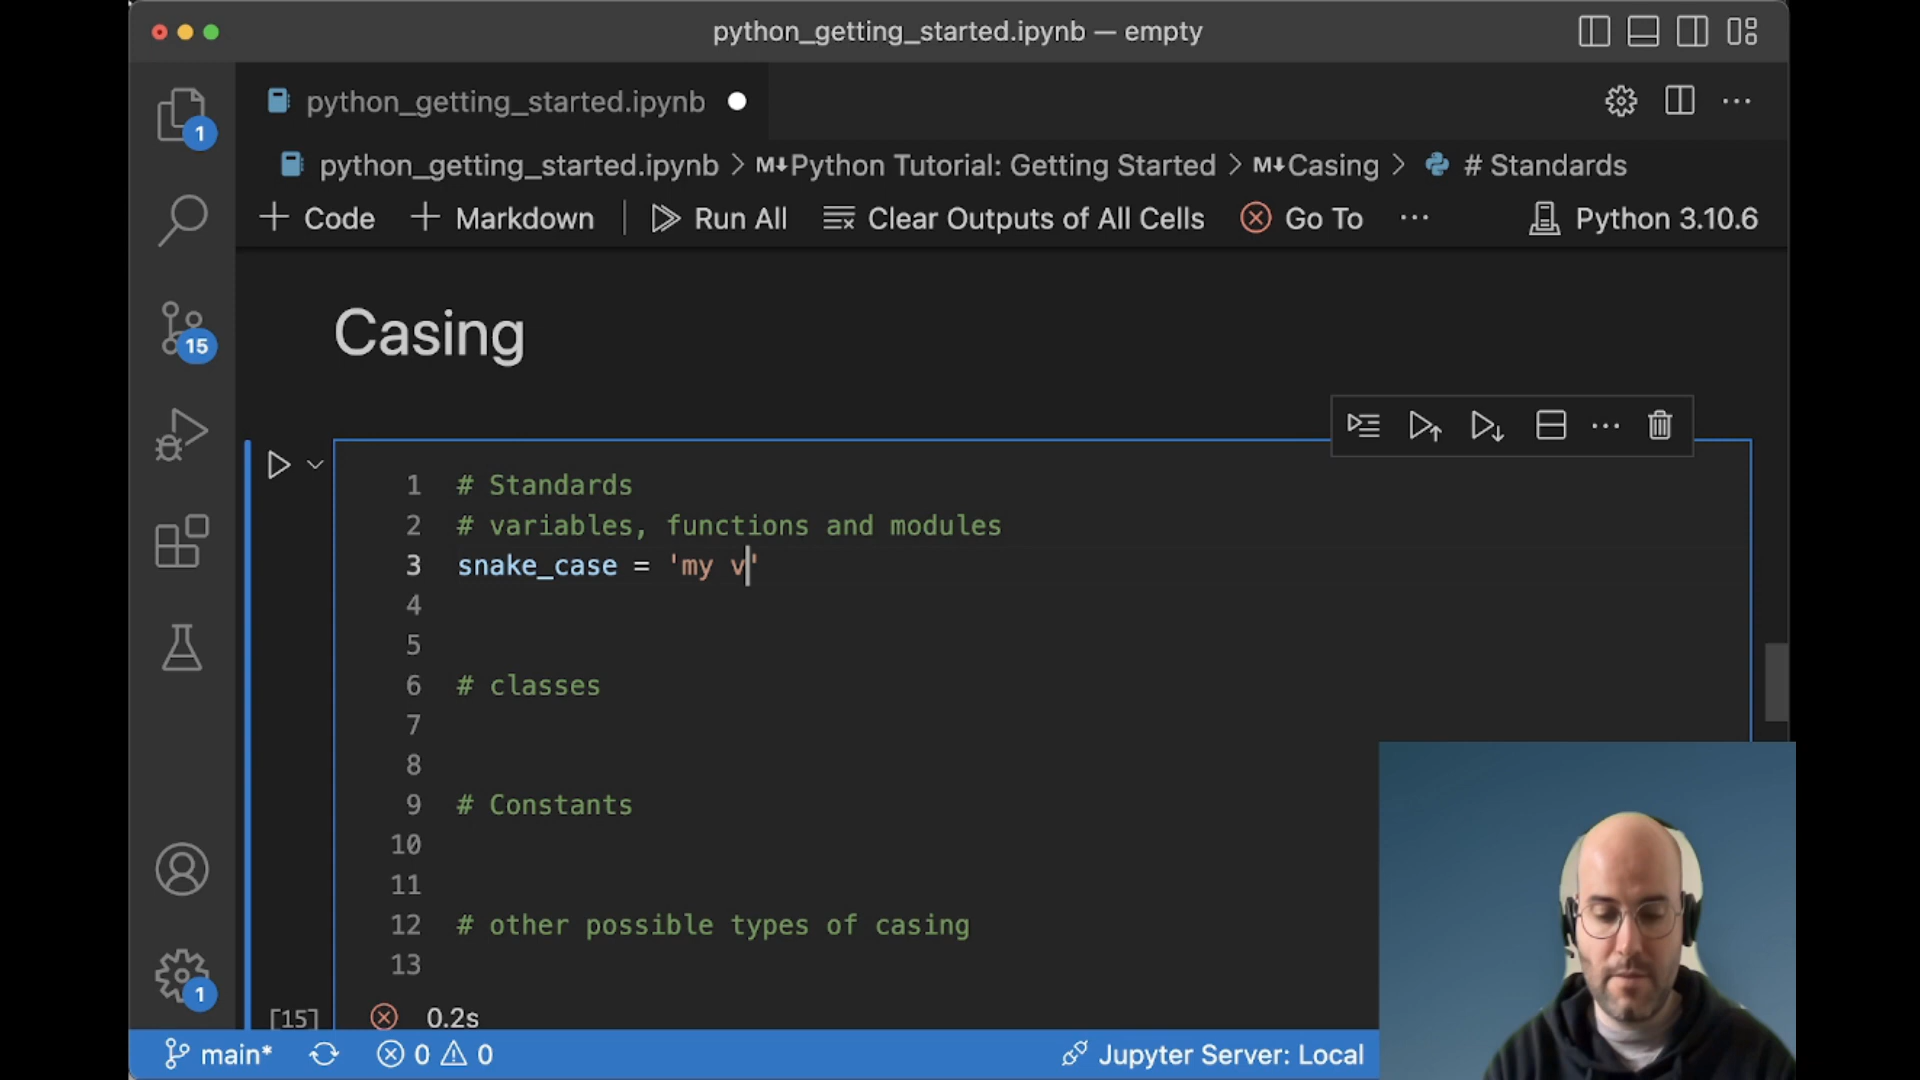 python_getting_started.ipynb — empty
python_getting_started.ipynb
python_getting_started.ipynb > M↓Python Tutorial: Getting Started > M↓Casing > # Standards
+ Code + Markdown Run All Clear Outputs of All Cells Go To ··· Python 3.10.6
1
15
1
Casing
1 # Standards
2 # variables, functions and modules
3 snake_case = 'my v'
4
5
6 # classes
7
8
9 # Constants
10
11
12 # other possible types of casing
13
[15] 0.2s
main* 0 0 Jupyter Server: Local